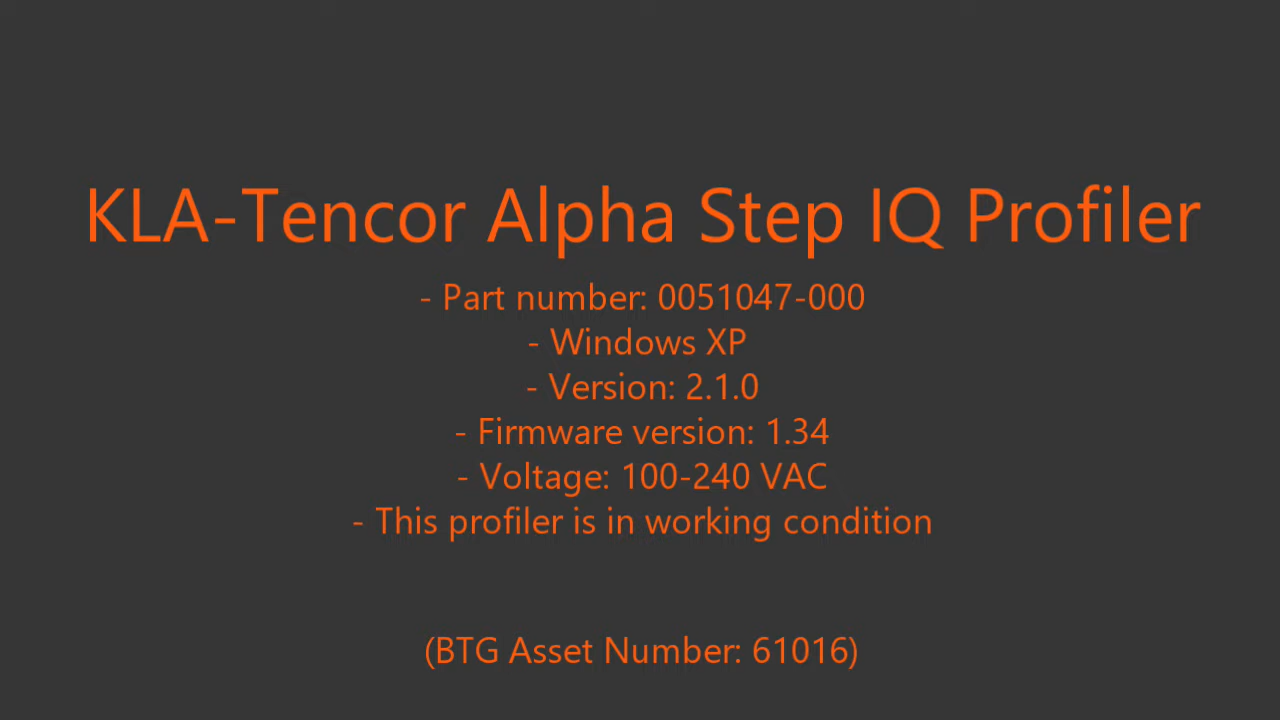 KLA-Tencor Alpha Step IQ Profiler
- Part number: 0051047-000
- Windows XP
- Version: 2.1.0
- Firmware version: 1.34
- Voltage: 100-240 VAC
- This profiler is in working condition
(BTG Asset Number: 61016)